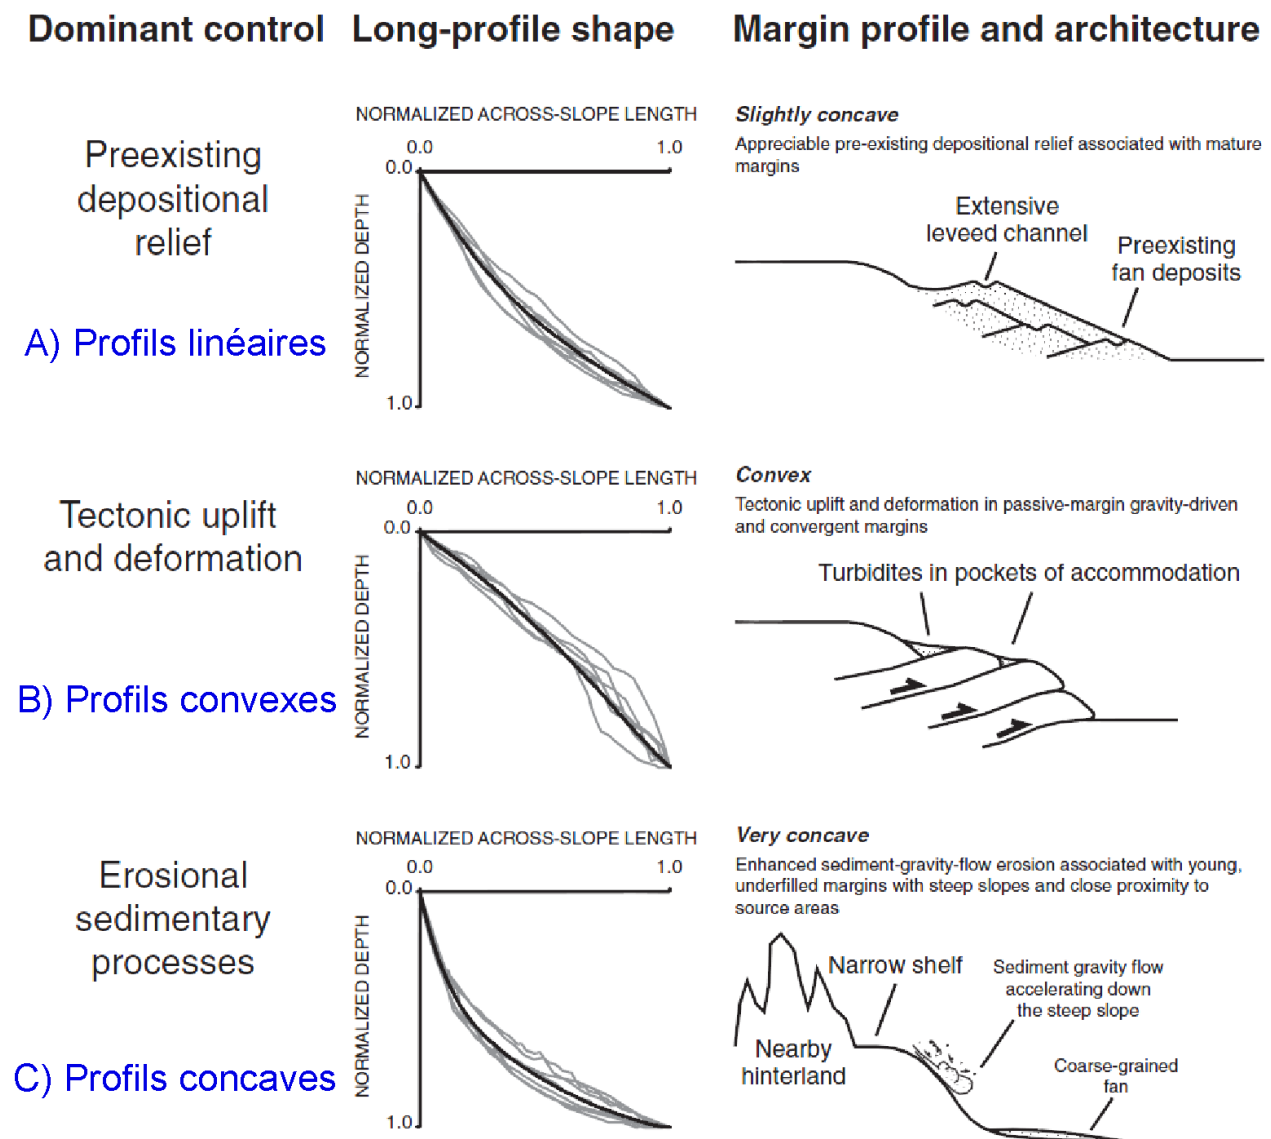 Dominant control
Long-profile shape
Margin profile and architecture
Preexisting
depositional
relief
A) Profils linéaires
NORMALIZED ACROSS-SLOPE LENGTH
0.0
1.0
0.0
NORMALIZED DEPTH
1.0
Slightly concave
Appreciable pre-existing depositional relief associated with mature
margins
Extensive
leveed channel
Preexisting
fan deposits
Tectonic uplift
and deformation
B) Profils convexes
NORMALIZED ACROSS-SLOPE LENGTH
0.0
1.0
0.0
NORMALIZED DEPTH
1.0
Convex
Tectonic uplift and deformation in passive-margin gravity-driven
and convergent margins
Turbidites in pockets of accommodation
Erosional
sedimentary
processes
C) Profils concaves
NORMALIZED ACROSS-SLOPE LENGTH
0.0
1.0
0.0
NORMALIZED DEPTH
1.0
Very concave
Enhanced sediment-gravity-flow erosion associated with young,
underfilled margins with steep slopes and close proximity to
source areas
Narrow shelf
Sediment gravity flow
accelerating down
the steep slope
Nearby
hinterland
Coarse-grained
fan